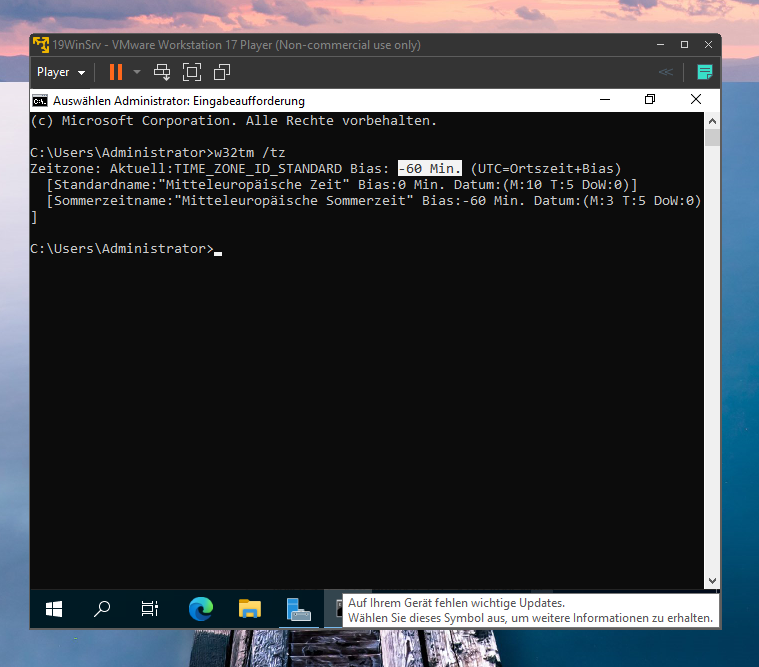 19WinSrv - VMware Workstation 17 Player (Non-commercial use only)
Player
Auswählen Administrator: Eingabeaufforderung
(c) Microsoft Corporation. Alle Rechte vorbehalten.
C:\Users\Administrator>w32tm /tz
Zeitzone: Aktuell:TIME_ZONE_ID_STANDARD Bias: -60 Min. (UTC=Ortszeit+Bias)
[Standardname:"Mitteleuropäische Zeit" Bias:0 Min. Datum:(M:10 T:5 DoW:0)]
[Sommerzeitname:"Mitteleuropäische Sommerzeit" Bias:-60 Min. Datum:(M:3 T:5 DoW:0)
]
C:\Users\Administrator>
Auf Ihrem Gerät fehlen wichtige Updates.
Wählen Sie dieses Symbol aus, um weitere Informationen zu erhalten.